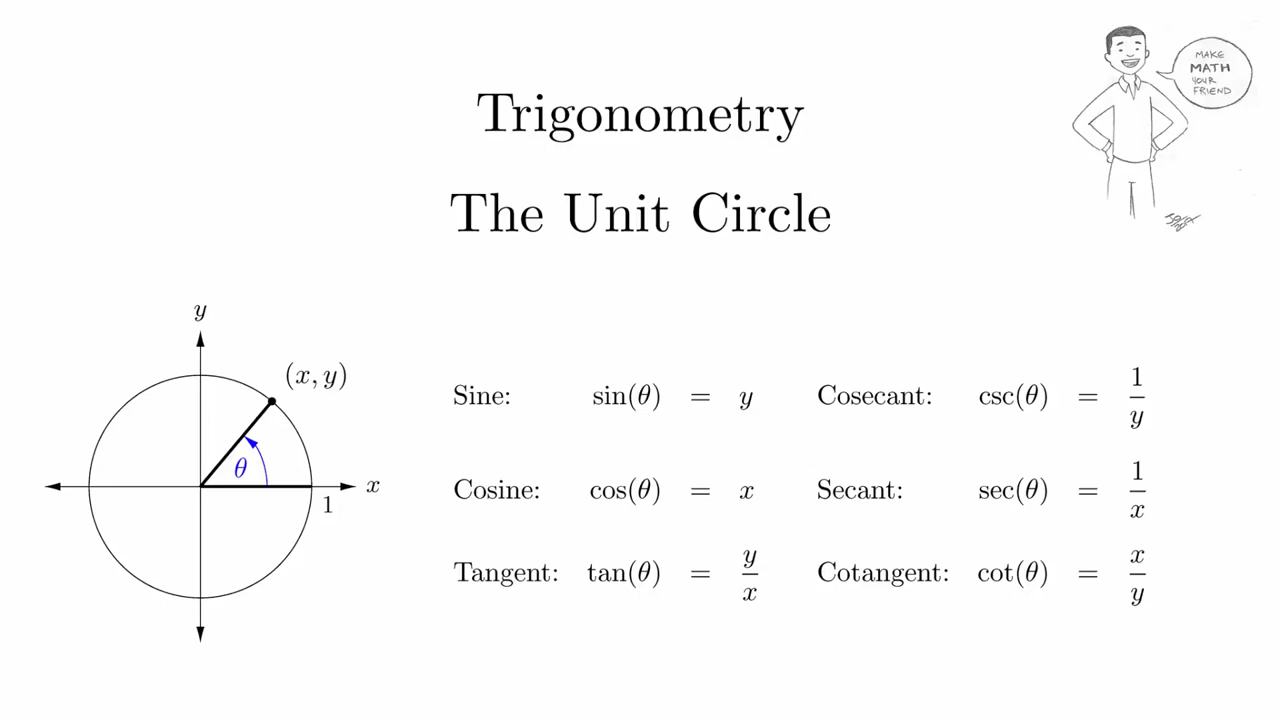 Trigonometry
The Unit Circle
MAKE
MATH
YOUR
FRIEND
y
(x, y)
θ
x
1
Sine: sin(θ) = y Cosecant: csc(θ) = 1/y
Cosine: cos(θ) = x Secant: sec(θ) = 1/x
Tangent: tan(θ) = y/x Cotangent: cot(θ) = x/y